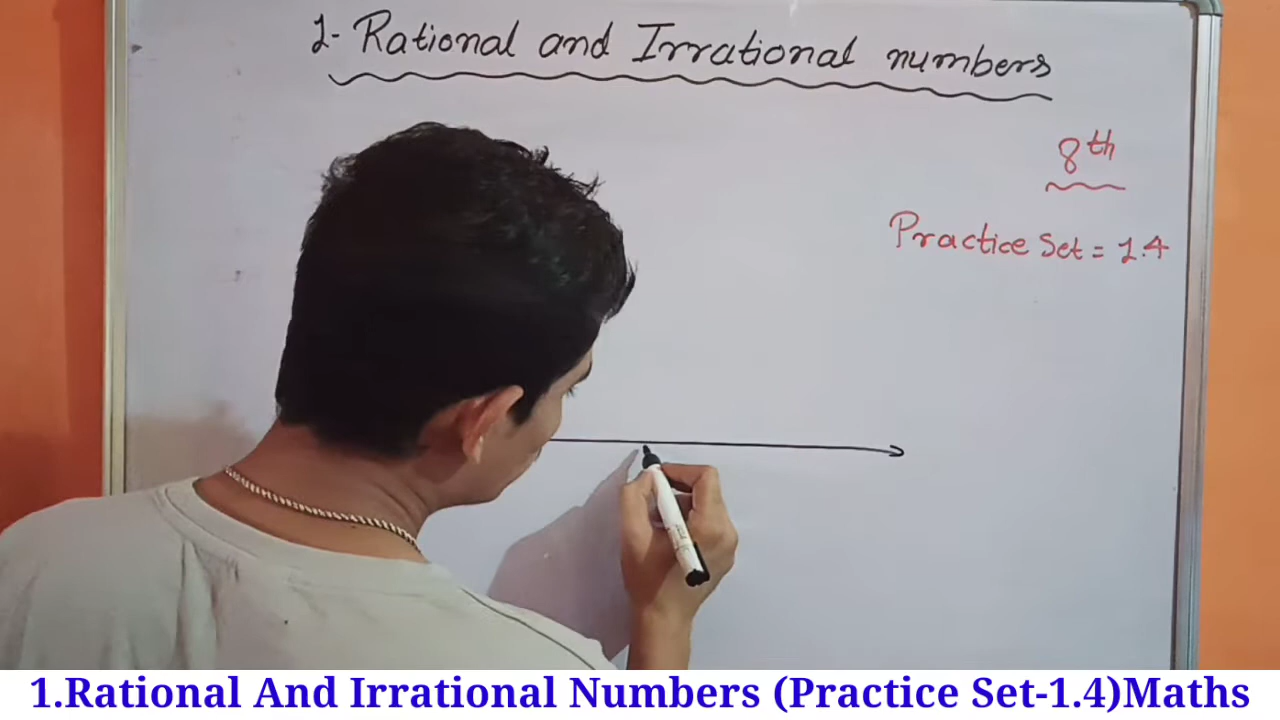 1- Rational and Irrational numbers
8th
Practice Set = 1.4
1.Rational And Irrational Numbers (Practice Set-1.4)Maths